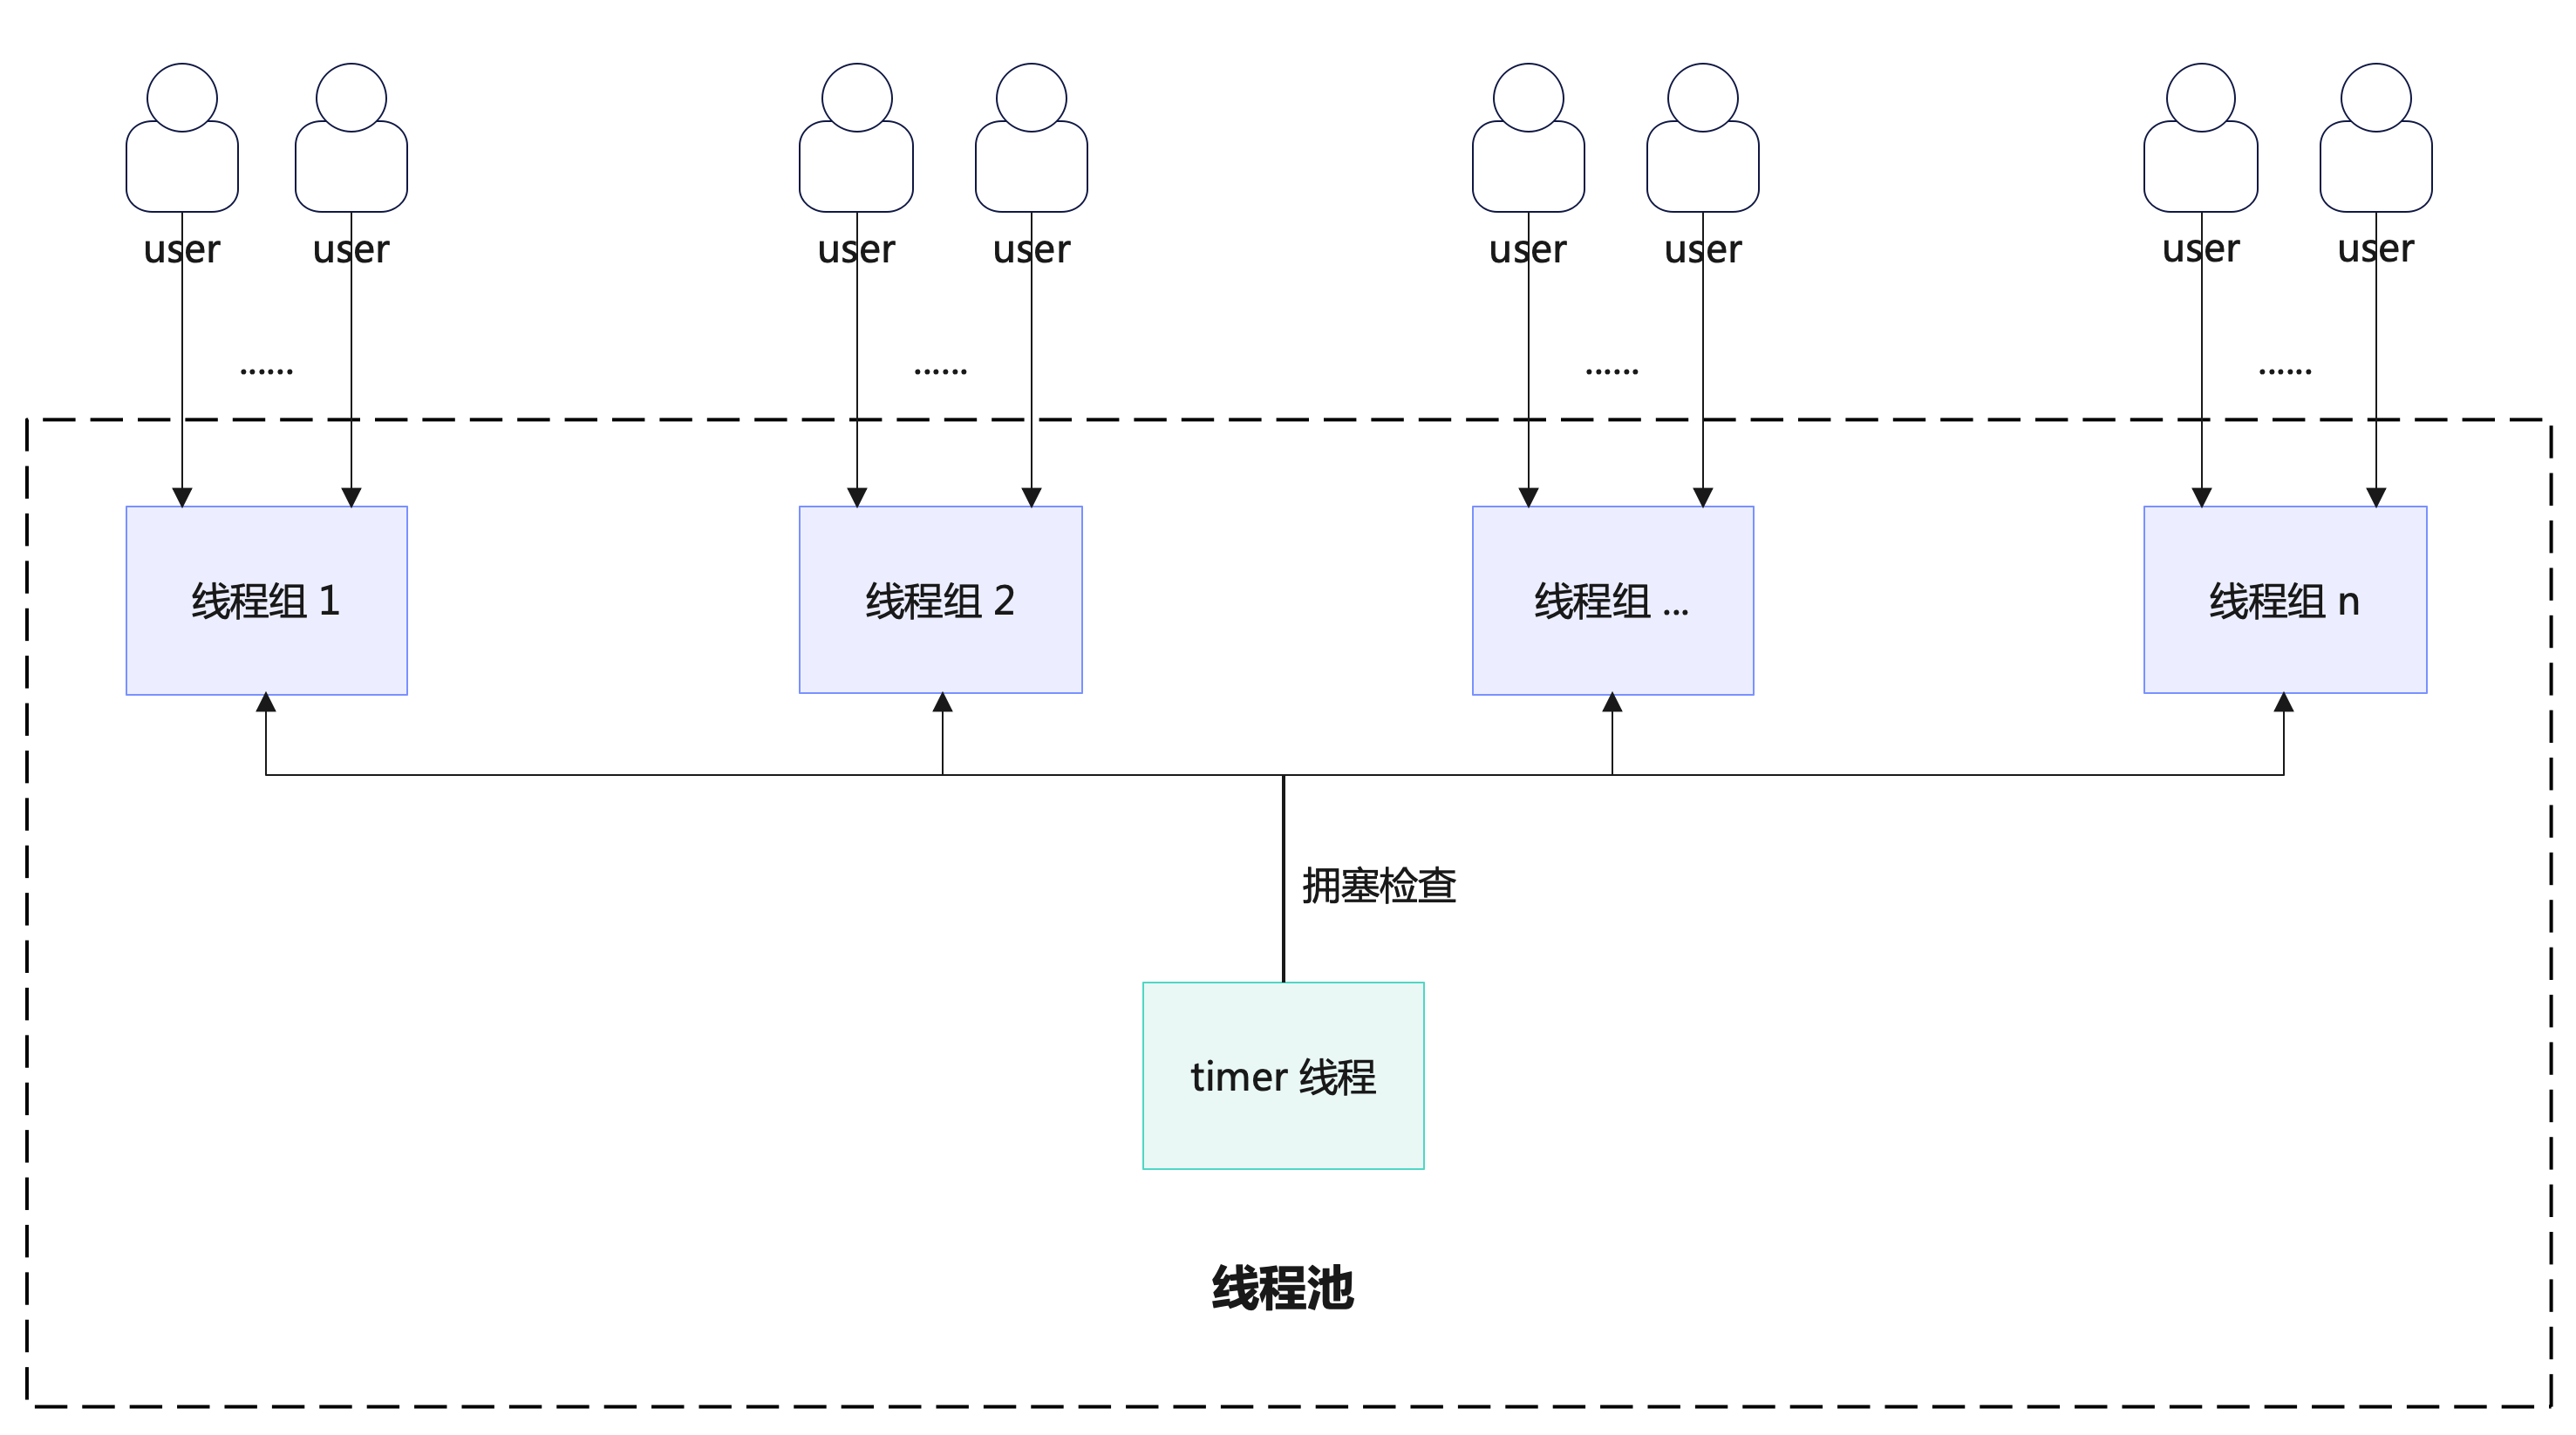 user user user user user user user user
...... ...... ...... ......
线程组 1 线程组 2 线程组 ... 线程组 n
拥塞检查
timer 线程
线程池